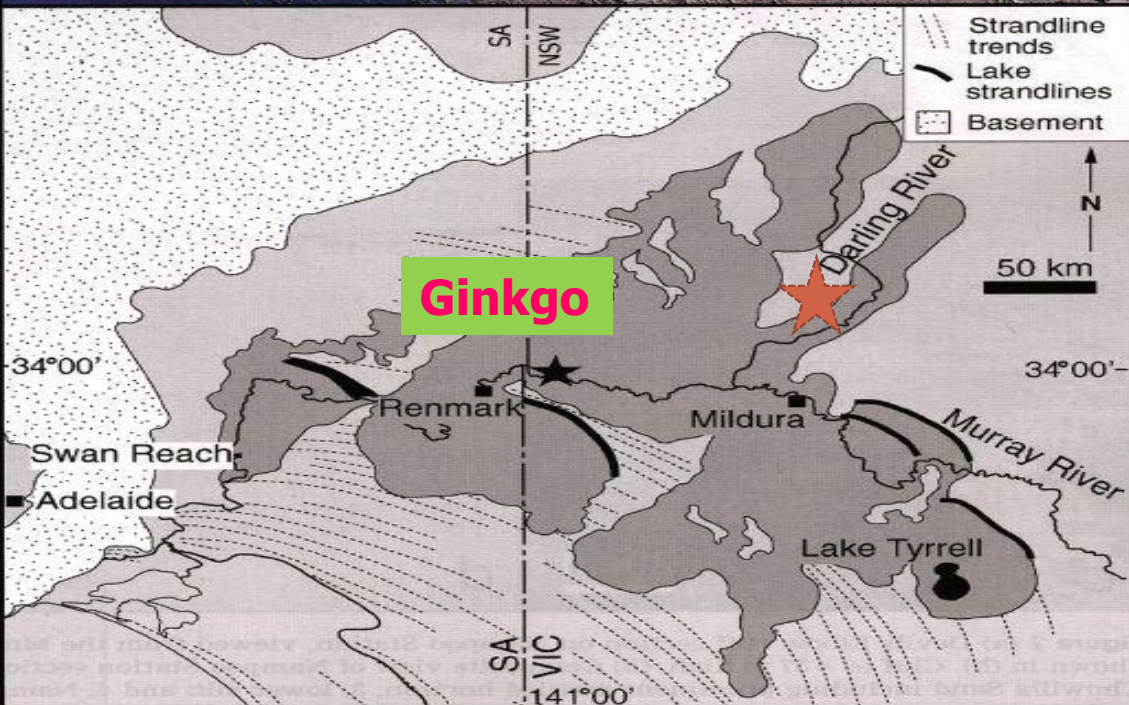 SA
NSW
Strandline
trends
Lake
strandlines
Basement
N
Darling River
50 km
Ginkgo
34°00'
34°00'
Renmark
Mildura
Murray River
Swan Reach
Adelaide
Lake Tyrrell
SA
VIC
141°00'